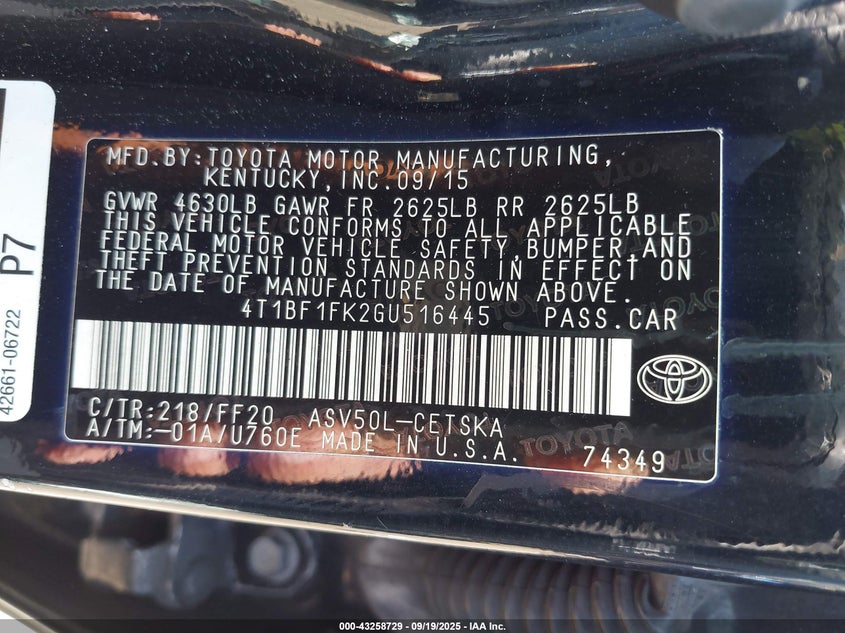 MFD.BY:TOYOTA MOTOR MANUFACTURING,
KENTUCKY,INC.09/15
GVWR 4630LB GAWR FR 2625LB RR 2625LB
THIS VEHICLE CONFORMS TO ALL APPLICABLE
FEDERAL MOTOR VEHICLE SAFETY,BUMPER,AND
THEFT PREVENTION STANDARDS IN EFFECT ON
THE DATE OF MANUFACTURE SHOWN ABOVE.
4T1BF1FK2GU516445 PASS.CAR
C/TR:218/FF20 ASV50L-CETSKA
A/TM:-01A/U760E MADE IN U.S.A. 74349
TOYOTA
42661-06722
P7
000-43258729 - 09/19/2025 - IAA Inc.